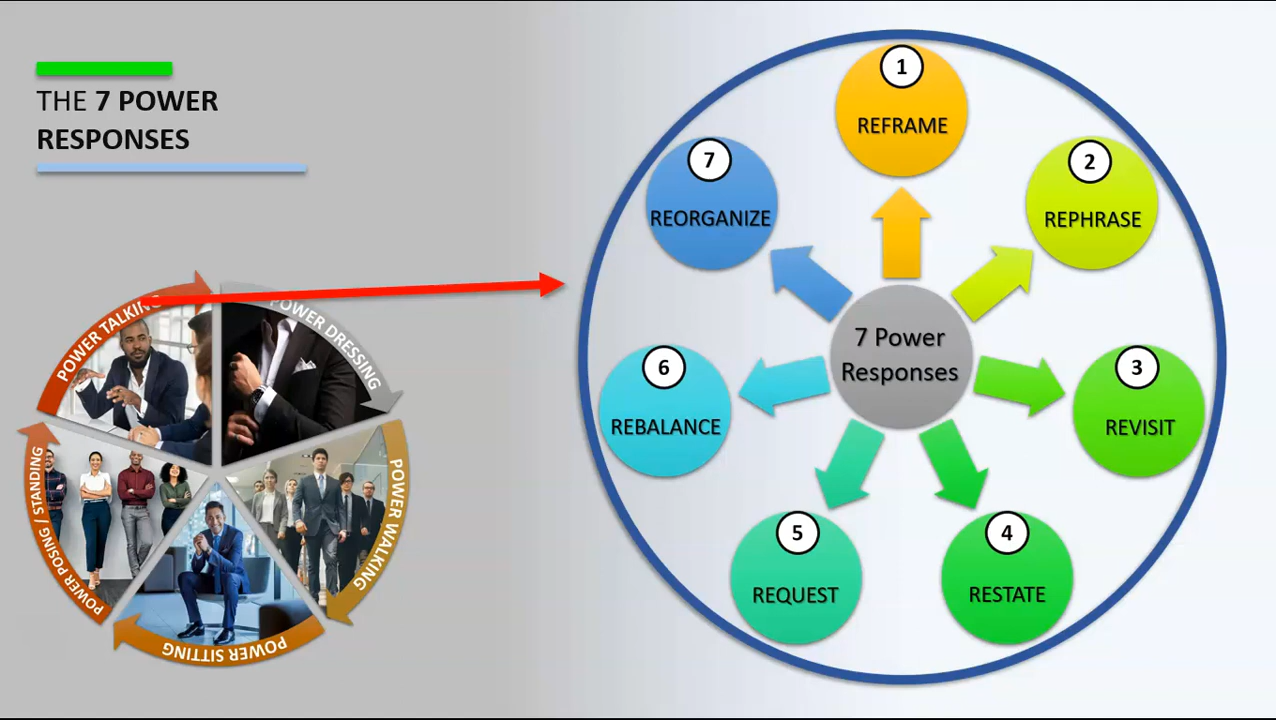 THE 7 POWER
RESPONSES
POWER TALKING
POWER DRESSING
POWER WALKING
POWER SITTING
POWER POSING / STANDING
7 Power
Responses
1
REFRAME
2
REPHRASE
3
REVISIT
4
RESTATE
5
REQUEST
6
REBALANCE
7
REORGANIZE